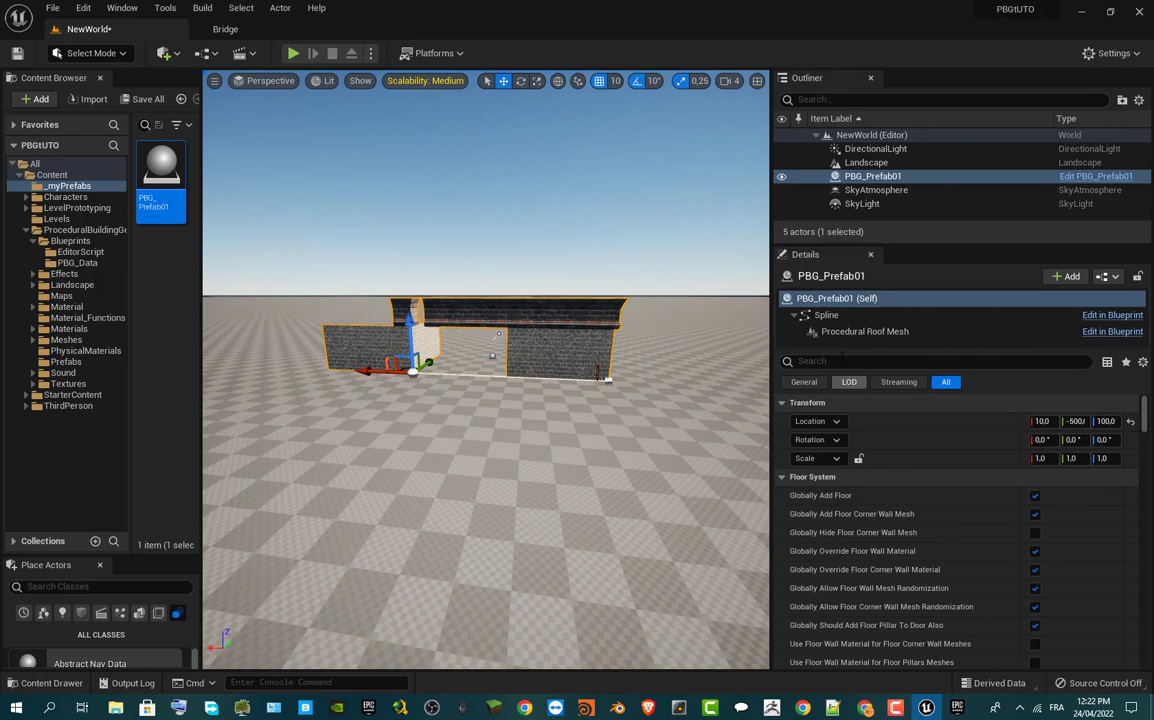 File Edit Window Tools Build Select Actor Help
PBGtUTO
NewWorld*
Bridge
Select Mode
Platforms
Settings
Content Browser
Add Import Save All
Favorites
PBGtUTO
All
Content
_myPrefabs
Characters
LevelPrototyping
Levels
ProceduralBuildingGe
Blueprints
EditorScript
PBG_Data
Effects
Landscape
Maps
Material
Material_Functions
Materials
Meshes
PhysicalMaterials
Prefabs
Sound
Textures
StarterContent
ThirdPerson
PBG_
Prefab01
Collections
1 item (1 selec
Place Actors
Search Classes
ALL CLASSES
Abstract Nav Data
Perspective Lit Show Scalability: Medium
10 10° 0,25 4
Z
X
Outliner
Search...
Item Label Type
NewWorld (Editor) World
DirectionalLight DirectionalLight
Landscape Landscape
PBG_Prefab01 Edit PBG_Prefab01
SkyAtmosphere SkyAtmosphere
SkyLight SkyLight
5 actors (1 selected)
Details
PBG_Prefab01
Add
PBG_Prefab01 (Self)
Spline Edit in Blueprint
Procedural Roof Mesh Edit in Blueprint
Search
General LOD Streaming All
Transform
Location 10,0 -500, 100,0
Rotation 0,0 ° 0,0 ° 0,0 °
Scale 1,0 1,0 1,0
Floor System
Globally Add Floor
Globally Add Floor Corner Wall Mesh
Globally Hide Floor Corner Wall Mesh
Globally Override Floor Wall Material
Globally Override Floor Corner Wall Material
Globally Allow Floor Wall Mesh Randomization
Globally Allow Floor Corner Wall Mesh Randomization
Globally Should Add Floor Pillar To Door Also
Use Floor Wall Material for Floor Corner Wall Meshes
Use Floor Wall Material for Floor Pillars Meshes
Content Drawer Output Log Cmd Enter Console Command
Derived Data Source Control Off
FRA 12:22 PM
24/04/2022